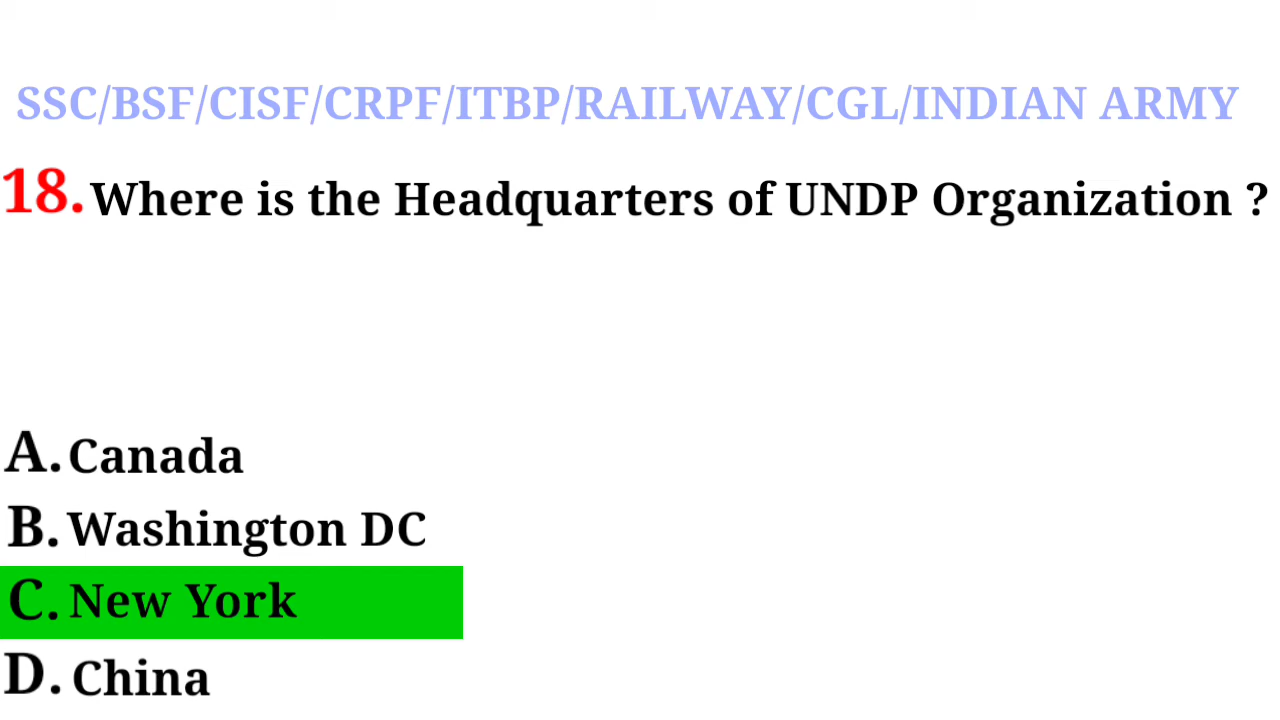 SSC/BSF/CISF/CRPF/ITBP/RAILWAY/CGL/INDIAN ARMY
18. Where is the Headquarters of UNDP Organization ?
A. Canada
B. Washington DC
C. New York
D. China